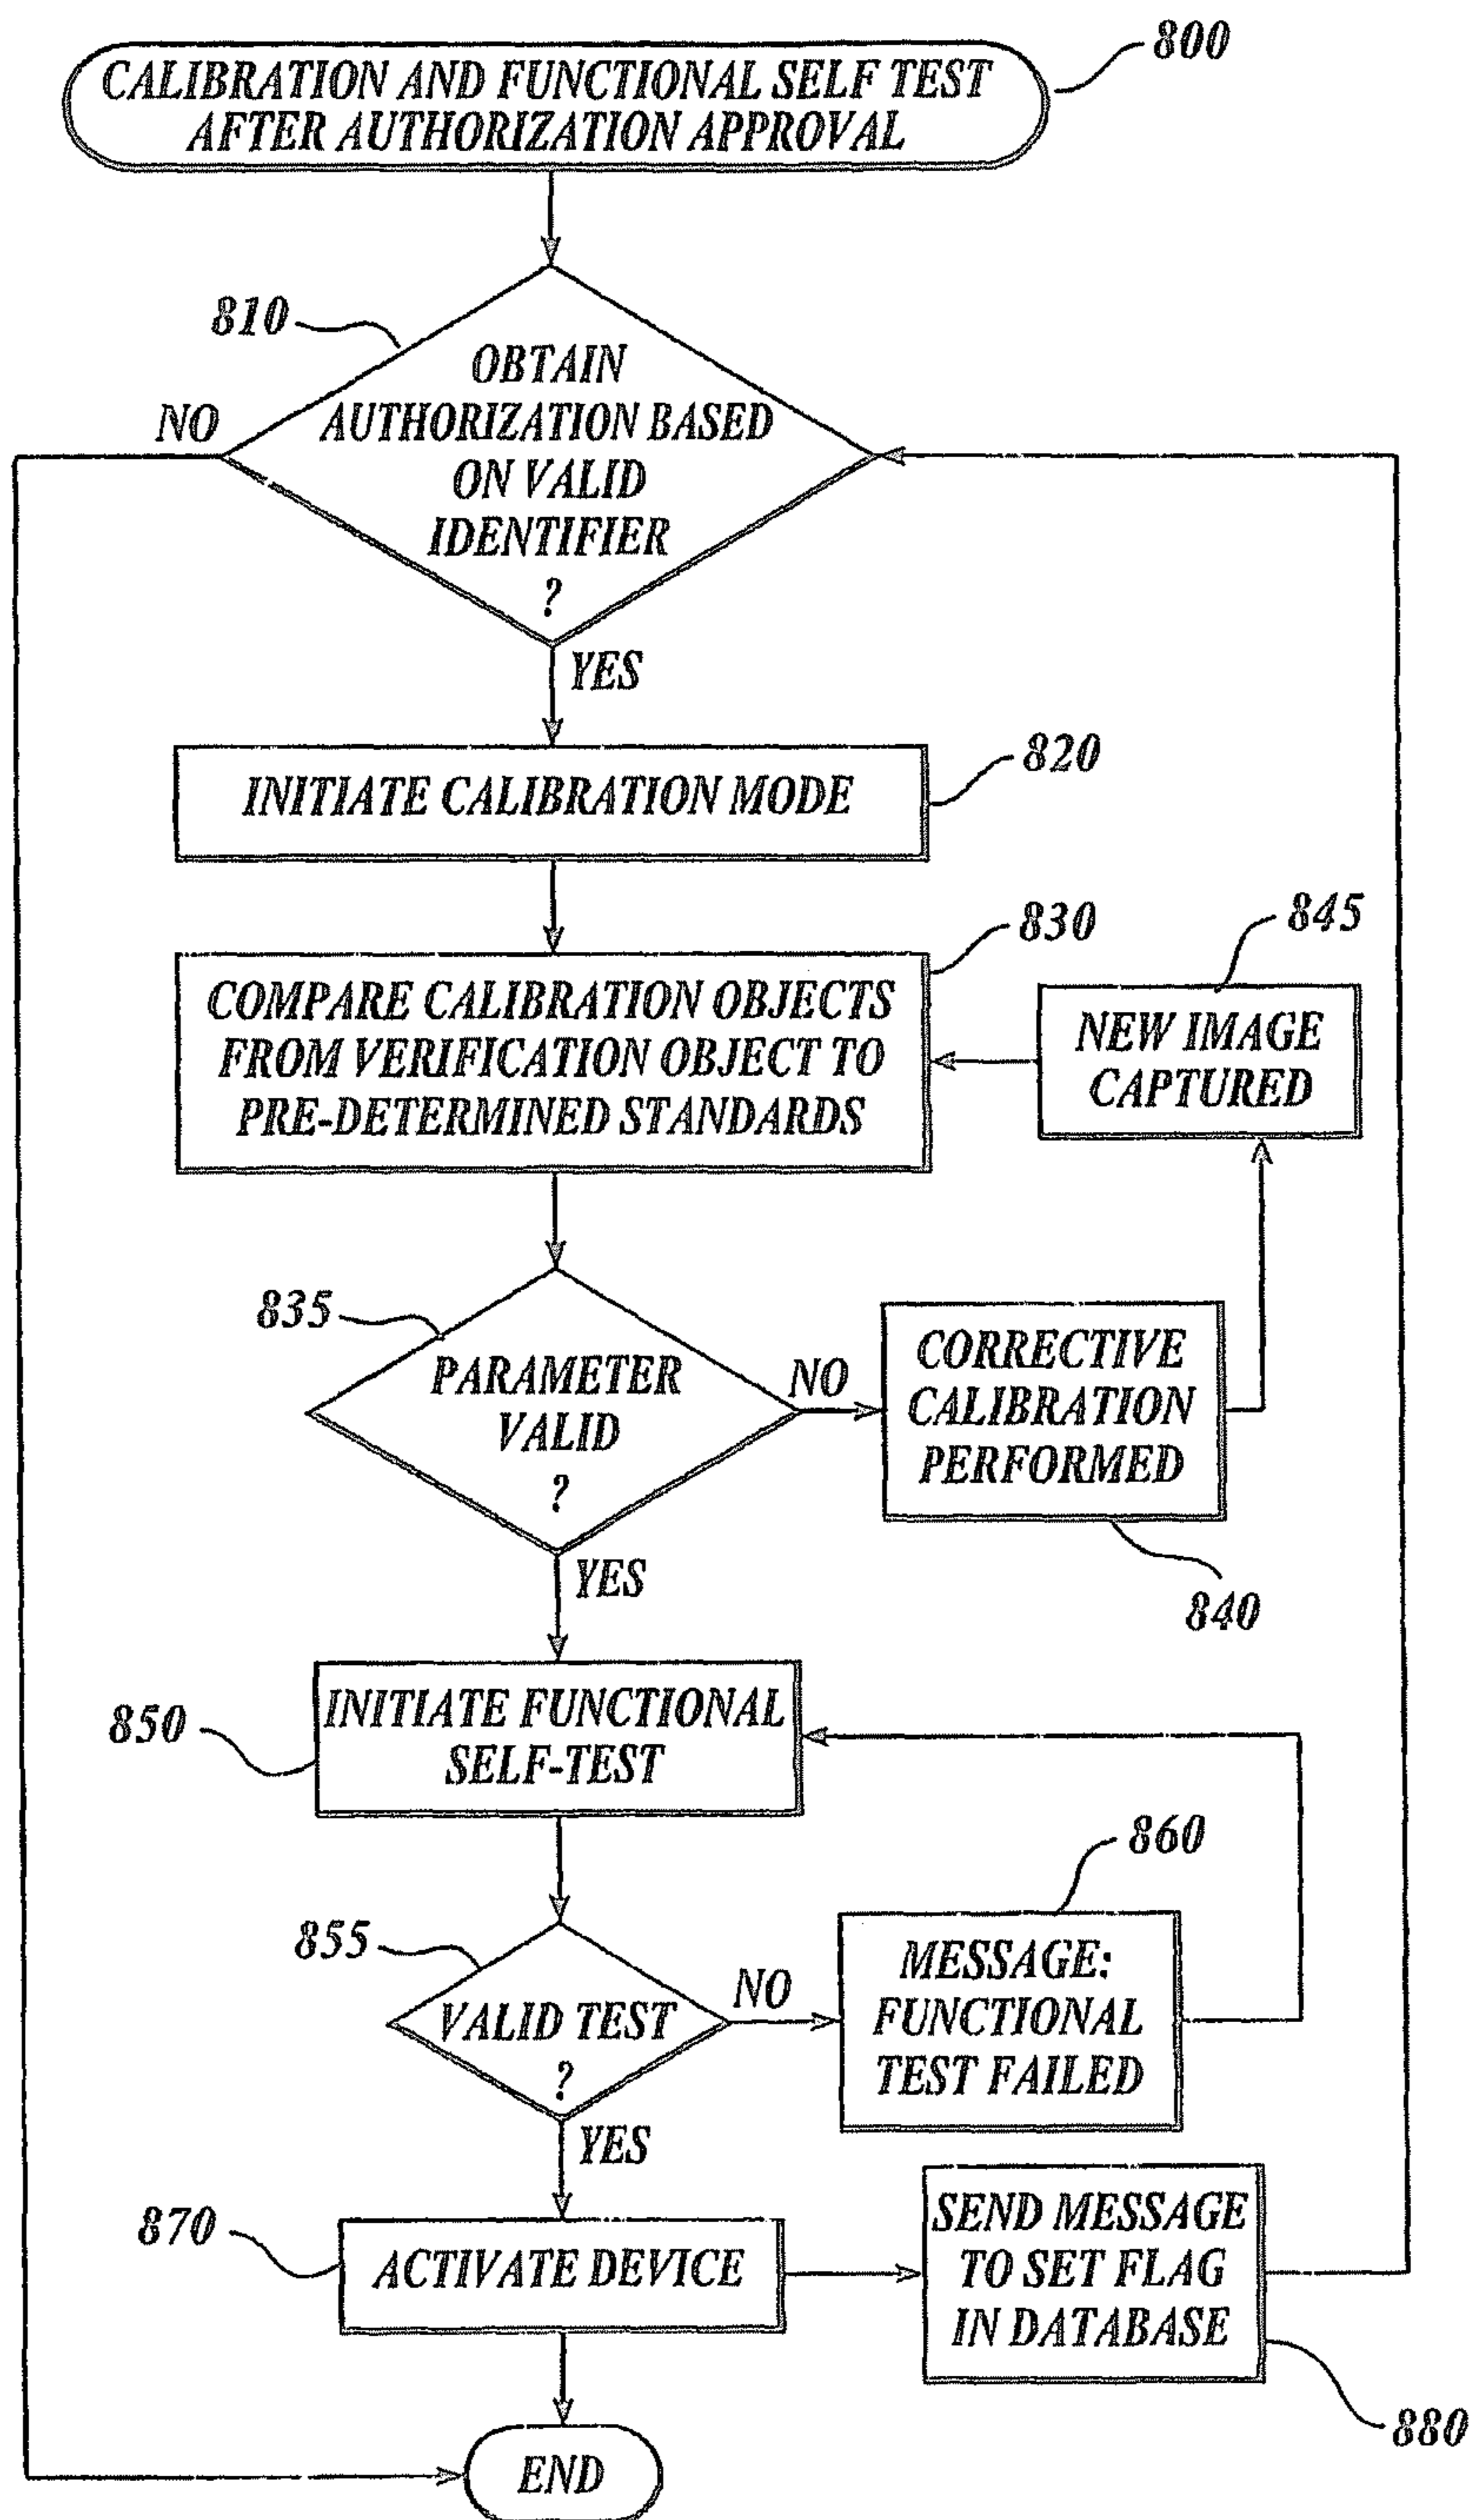 800
CALIBRATION AND FUNCTIONAL SELF TEST
AFTER AUTHORIZATION APPROVAL
810
OBTAIN
AUTHORIZATION BASED
ON VALID
IDENTIFIER
?
NO
YES
INITIATE CALIBRATION MODE
820
830
COMPARE CALIBRATION OBJECTS
FROM VERIFICATION OBJECT TO
PRE-DETERMINED STANDARDS
845
NEW IMAGE
CAPTURED
835
PARAMETER
VALID
?
NO
CORRECTIVE
CALIBRATION
PERFORMED
840
YES
850
INITIATE FUNCTIONAL
SELF-TEST
855
VALID TEST
?
NO
860
MESSAGE:
FUNCTIONAL
TEST FAILED
YES
870
ACTIVATE DEVICE
SEND MESSAGE
TO SET FLAG
IN DATABASE
880
END